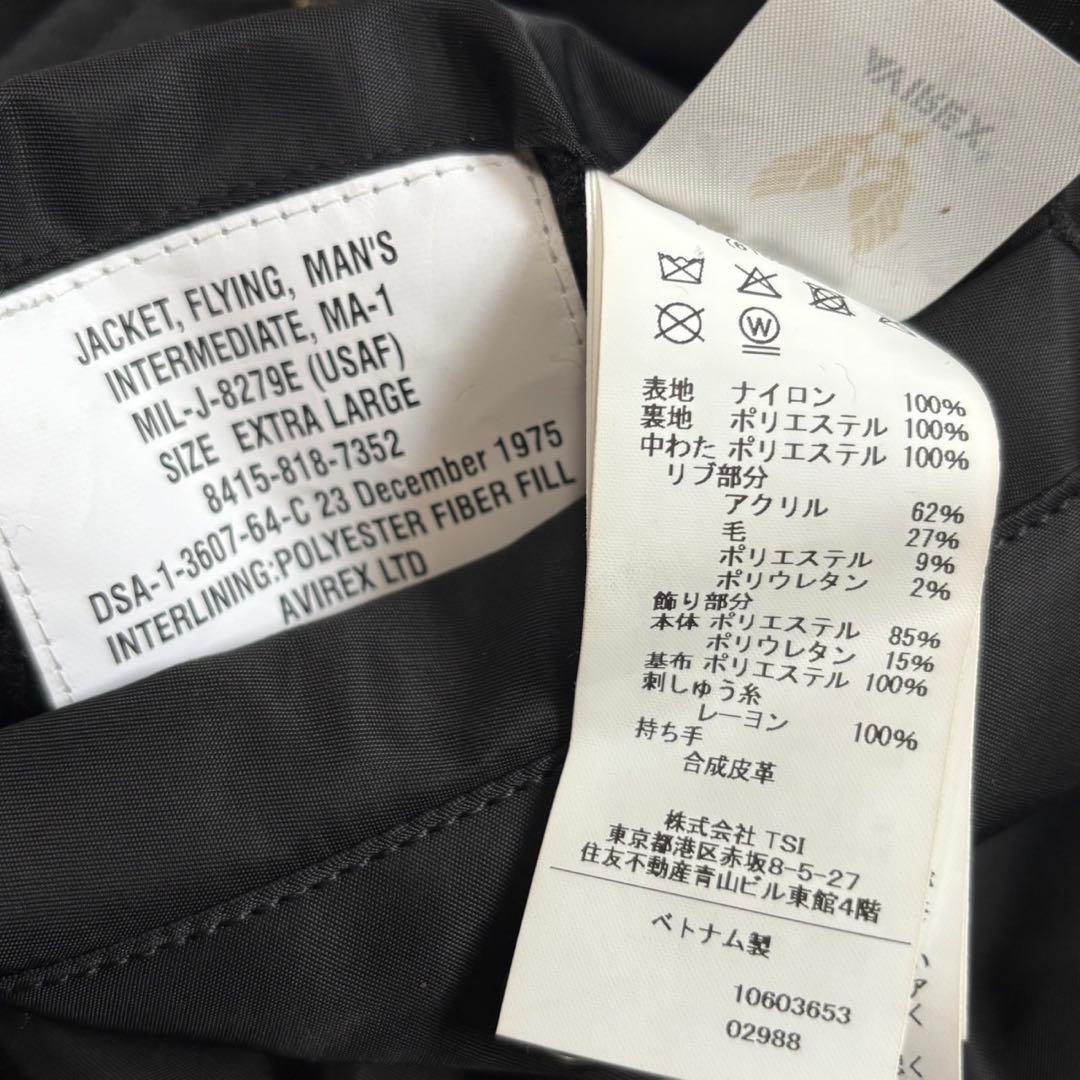 JACKET, FLYING, MAN'S
INTERMEDIATE, MA-1
MIL-J-8279E (USAF)
SIZE EXTRA LARGE
8415-818-7352
DSA-1-3607-64-C 23 December 1975
INTERLINING:POLYESTER FIBER FILL
AVIREX LTD
W
表地 ナイロン 100%
裏地 ポリエステル 100%
中わた ポリエステル 100%
リブ部分
アクリル 62%
毛 27%
ポリエステル 9%
ポリウレタン 2%
飾り部分
本体 ポリエステル 85%
ポリウレタン 15%
基布 ポリエステル 100%
刺しゅう糸
レーヨン 100%
持ち手
合成皮革
株式会社 TSI
東京都港区赤坂8-5-27
住友不動産青山ビル東館4階
ベトナム製
10603653
02988